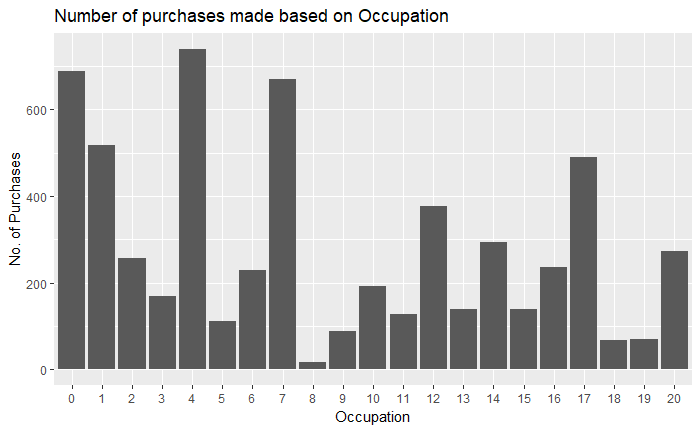 Number of purchases made based on Occupation
No. of Purchases
600
400
200
0
0 1 2 3 4 5 6 7 8 9 10 11 12 13 14 15 16 17 18 19 20
Occupation